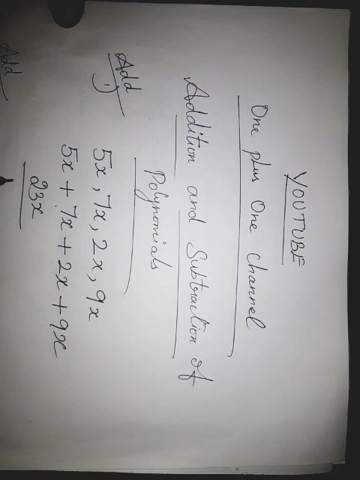 YOUTUBE
One plus One Channel
Addition and Subtraction of
Polynomials
Add
i) 5x, 7x, 2x, 9x
5x + 7x + 2x + 9x
23x
Add